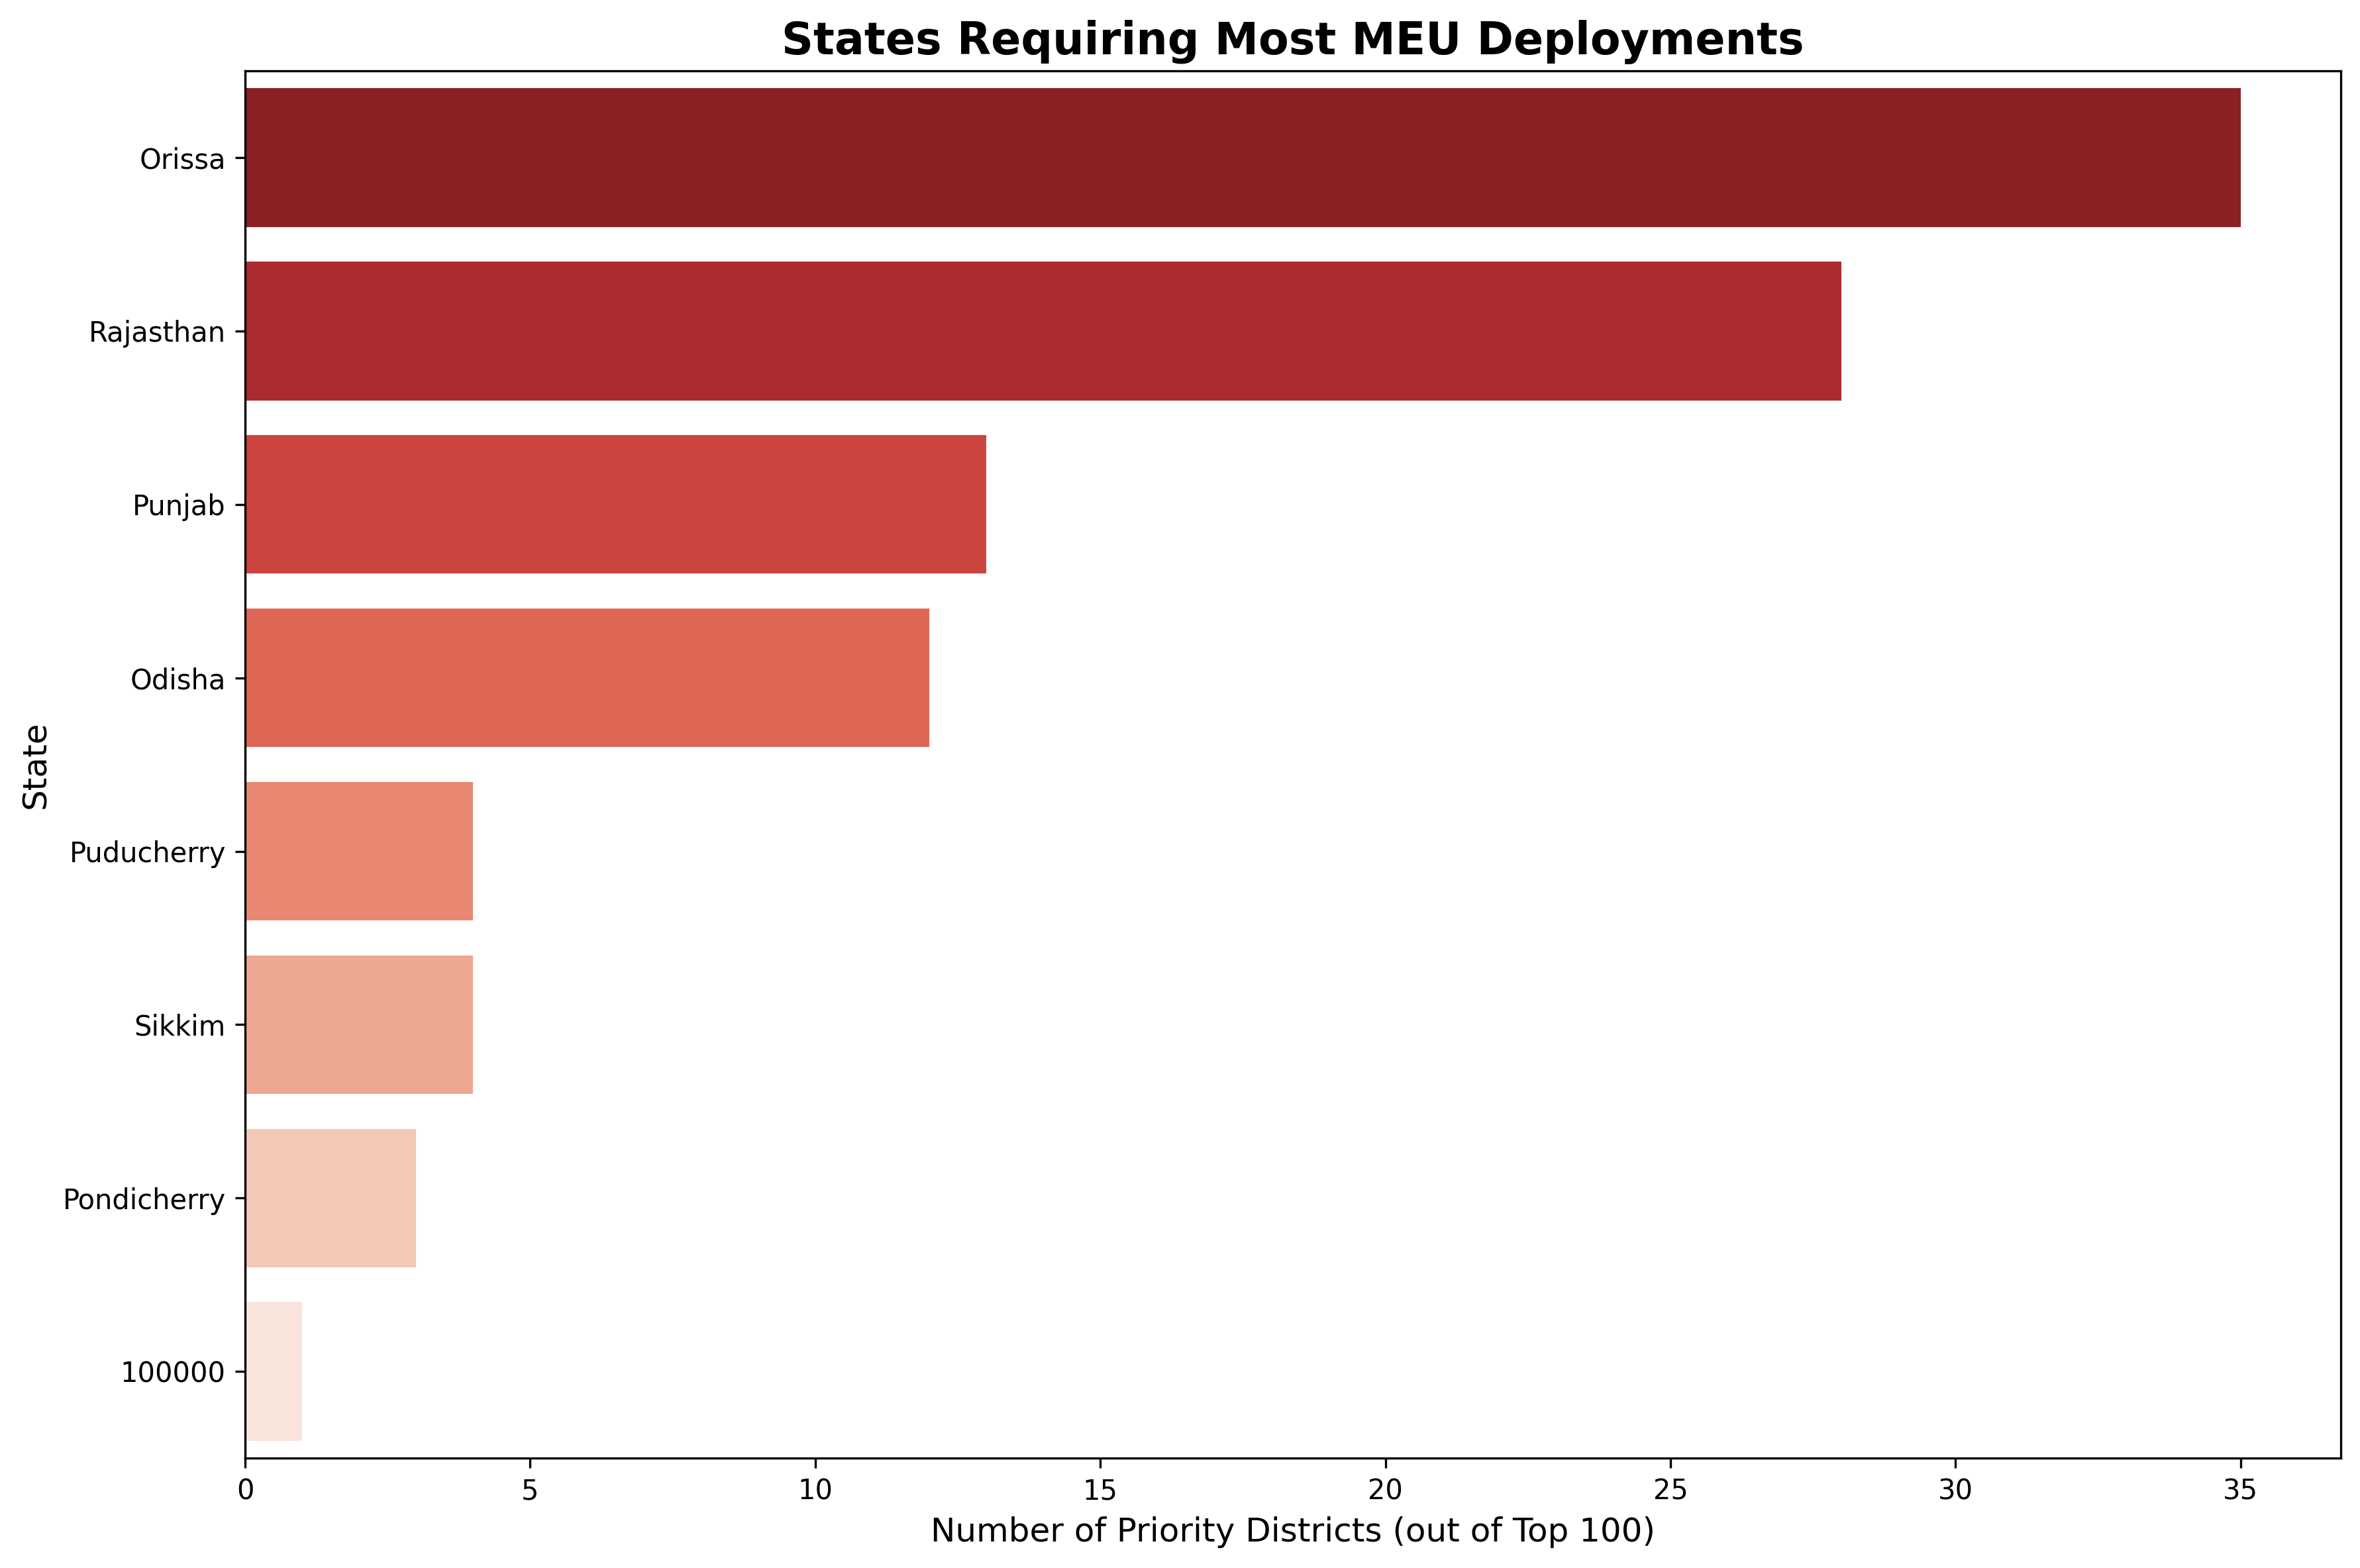 States Requiring Most MEU Deployments
State
Orissa
Rajasthan
Punjab
Odisha
Puducherry
Sikkim
Pondicherry
100000
0 5 10 15 20 25 30 35
Number of Priority Districts (out of Top 100)